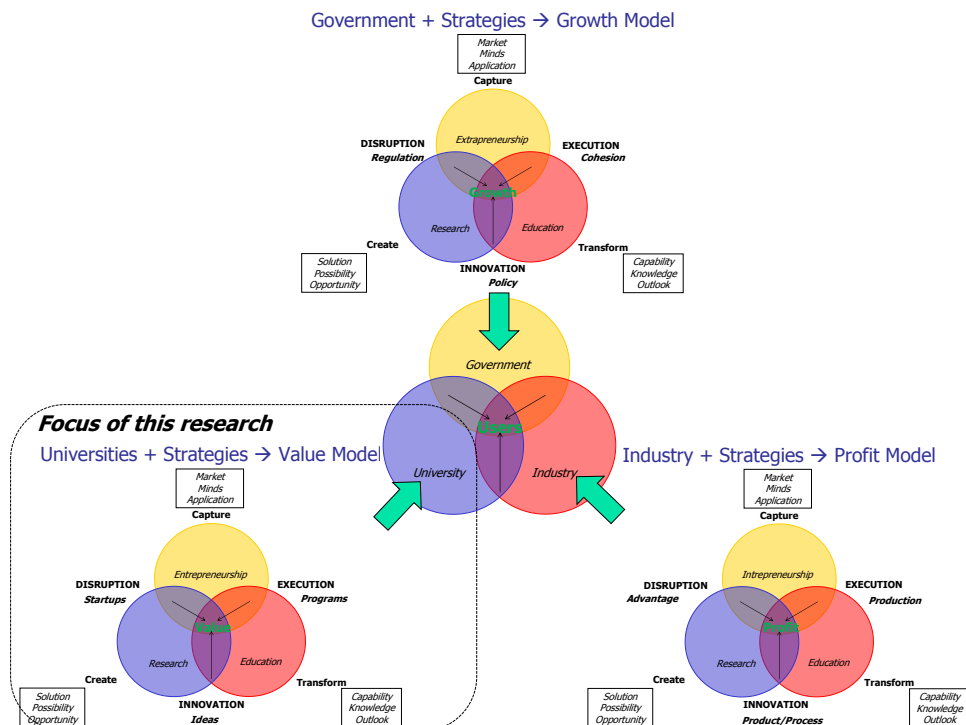 Government + Strategies → Growth Model
Market
Minds
Application
Capture
Extrapreneurship
DISRUPTION
Regulation
EXECUTION
Cohesion
Growth
Research
Education
Create
Transform
Solution
Possibility
Opportunity
Capability
Knowledge
Outlook
INNOVATION
Policy
Government
Users
University
Industry
Focus of this research
Universities + Strategies → Value Model
Market
Minds
Application
Capture
Entrepreneurship
DISRUPTION
Startups
EXECUTION
Programs
Value
Research
Education
Create
Transform
Solution
Possibility
Opportunity
Capability
Knowledge
Outlook
INNOVATION
Ideas
Industry + Strategies → Profit Model
Market
Minds
Application
Capture
Intrepreneurship
DISRUPTION
Advantage
EXECUTION
Production
Profit
Research
Education
Create
Transform
Solution
Possibility
Opportunity
Capability
Knowledge
Outlook
INNOVATION
Product/Process